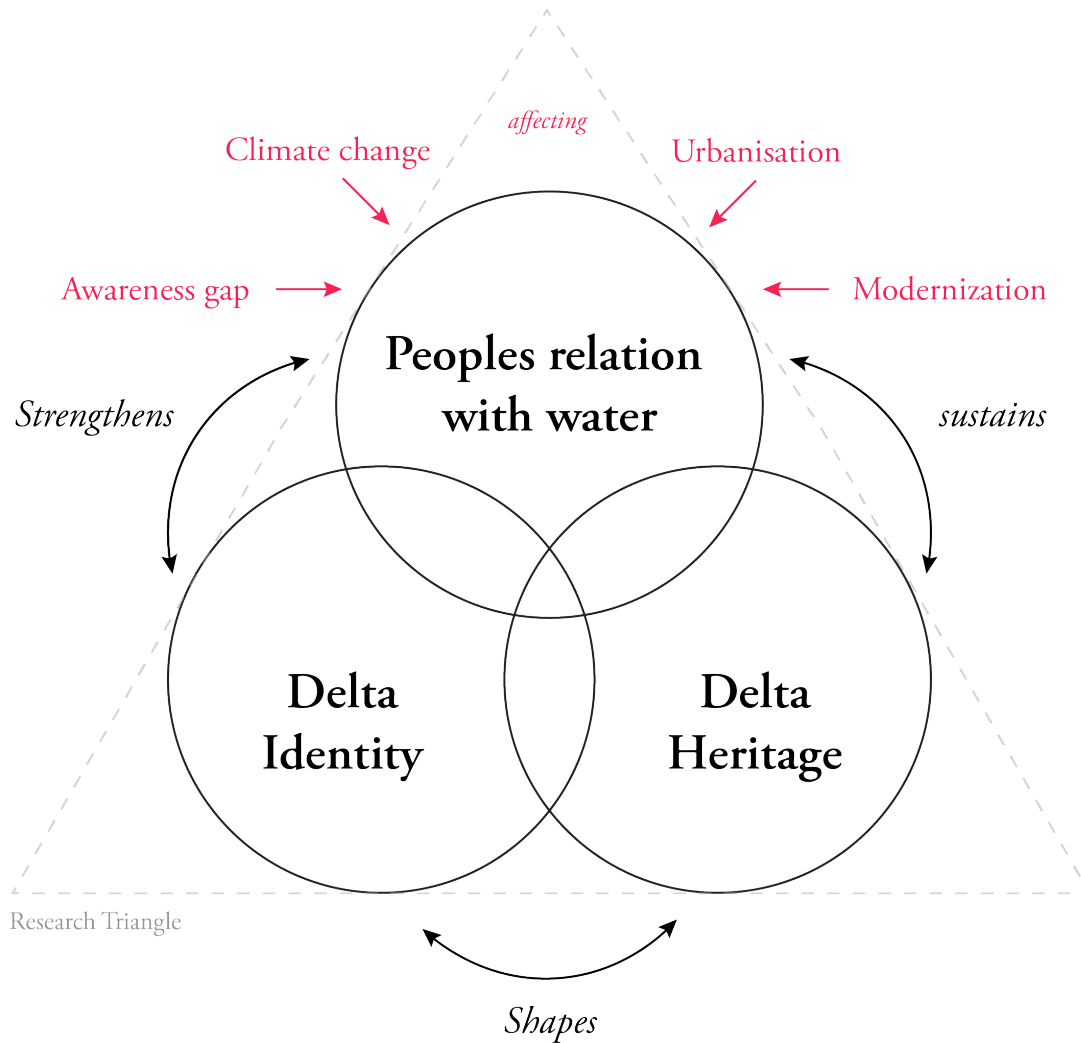 affecting
Climate change
Urbanisation
Awareness gap
Modernization
Peoples relation
with water
Strengthens
sustains
Delta
Identity
Delta
Heritage
Research Triangle
Shapes